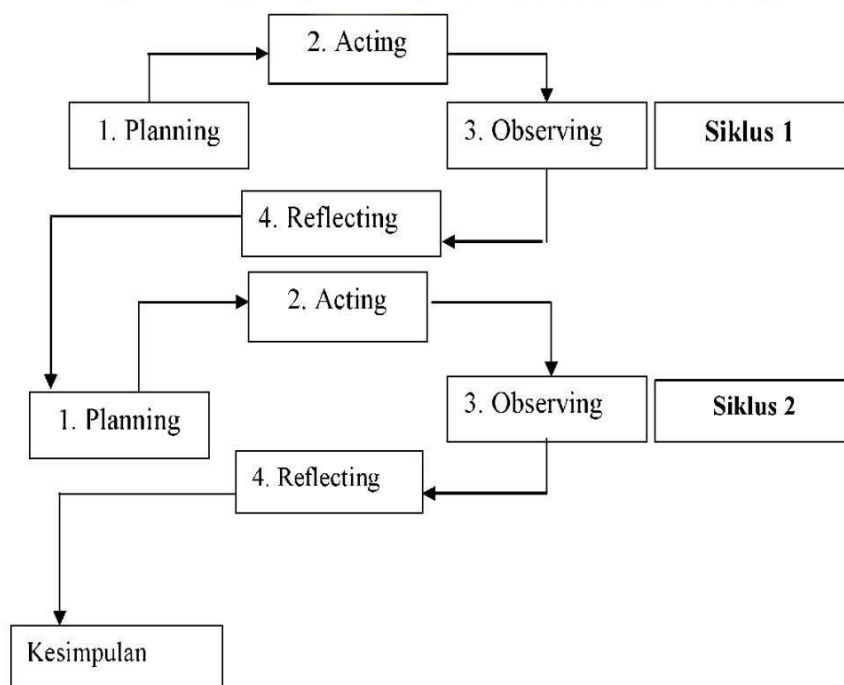 2. Acting
1. Planning
3. Observing
Siklus 1
4. Reflecting
2. Acting
1. Planning
3. Observing
Siklus 2
4. Reflecting
Kesimpulan